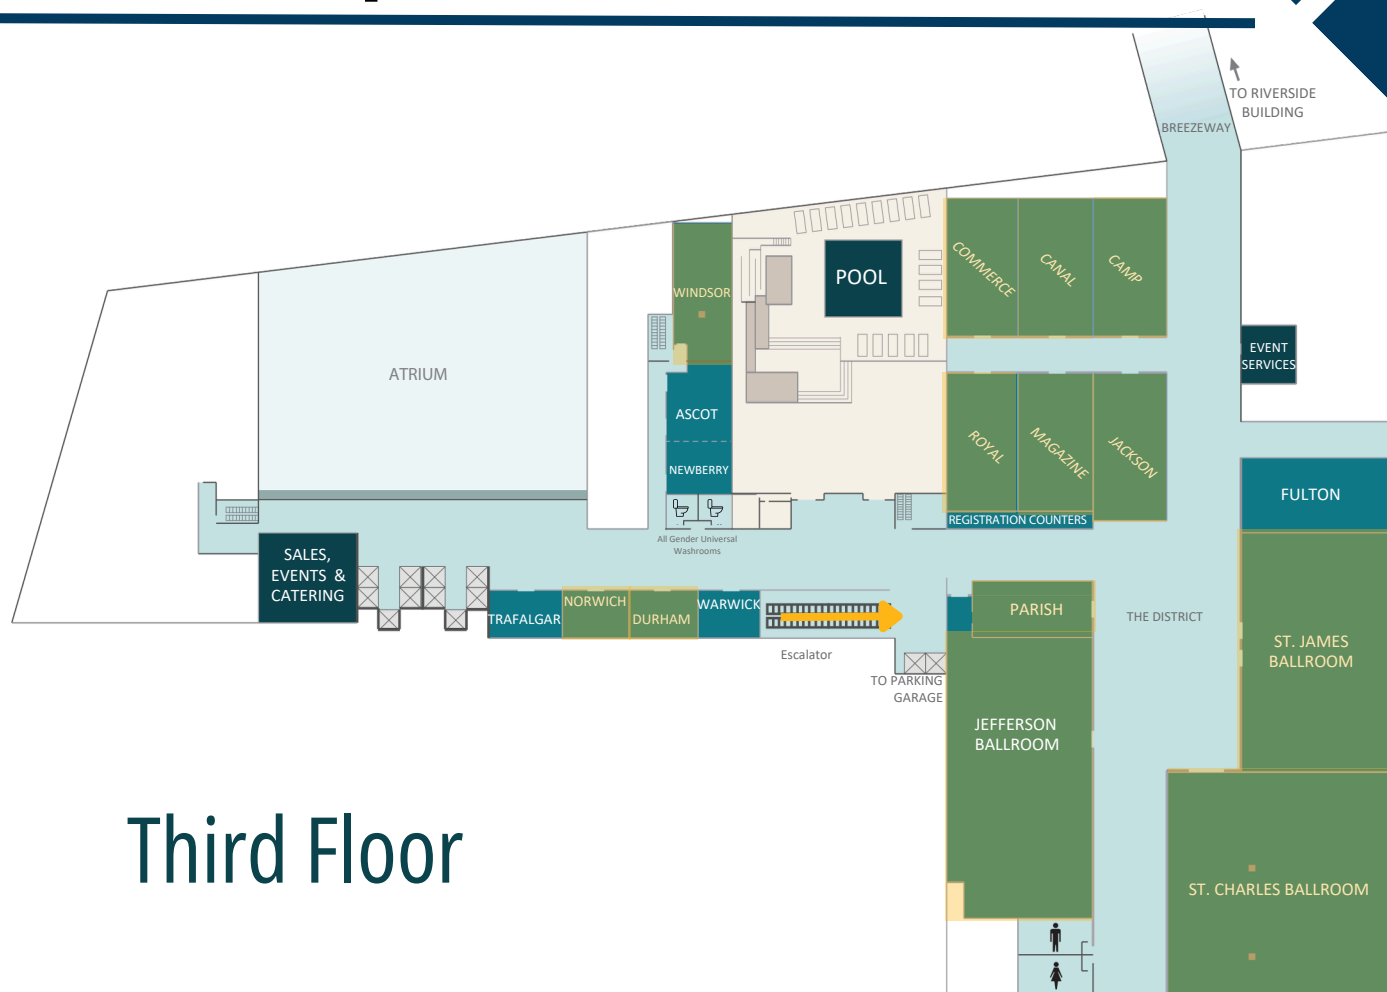 TO RIVERSIDE
BUILDING
BREEZEWAY
POOL
COMMERCE
CANAL
CAMP
WINDSOR
EVENT
SERVICES
ATRIUM
ASCOT
NEWBERRY
ROYAL
MAGAZINE
JACKSON
FULTON
REGISTRATION COUNTERS
All Gender Universal
Washrooms
SALES,
EVENTS &
CATERING
TRAFALGAR
NORWICH
DURHAM
WARWICK
PARISH
THE DISTRICT
Escalator
TO PARKING
GARAGE
ST. JAMES
BALLROOM
JEFFERSON
BALLROOM
Third Floor
ST. CHARLES BALLROOM